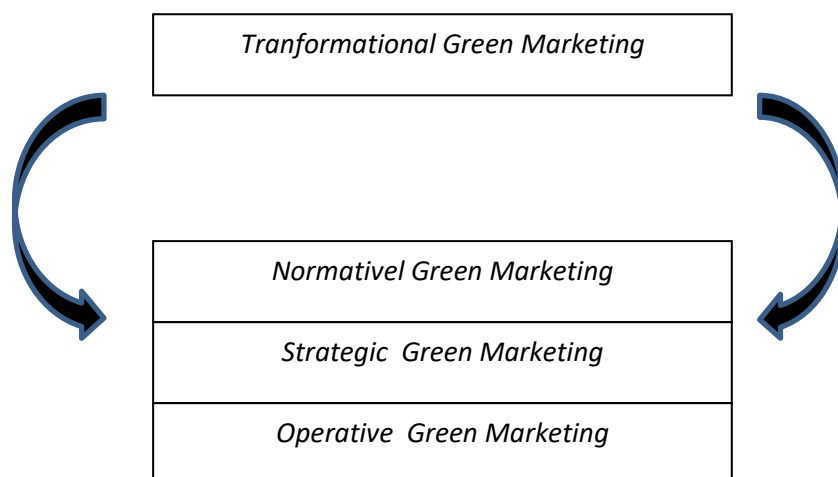 Tranformational Green Marketing
Normativel Green Marketing
Strategic  Green Marketing
Operative  Green Marketing